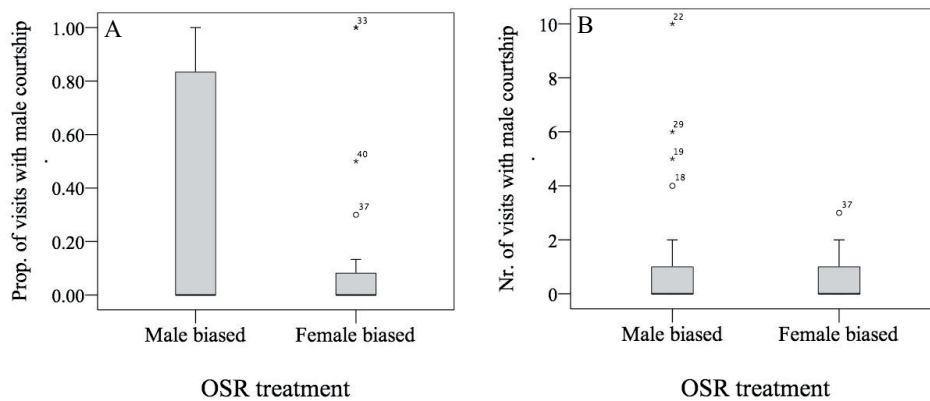 A
Prop. of visits with male courtship
1.00
0.80
0.60
0.40
0.20
0.00
33
40
37
Male biased
Female biased
OSR treatment
B
Nr. of visits with male courtship
10
8
6
4
2
0
22
29
19
18
37
Male biased
Female biased
OSR treatment